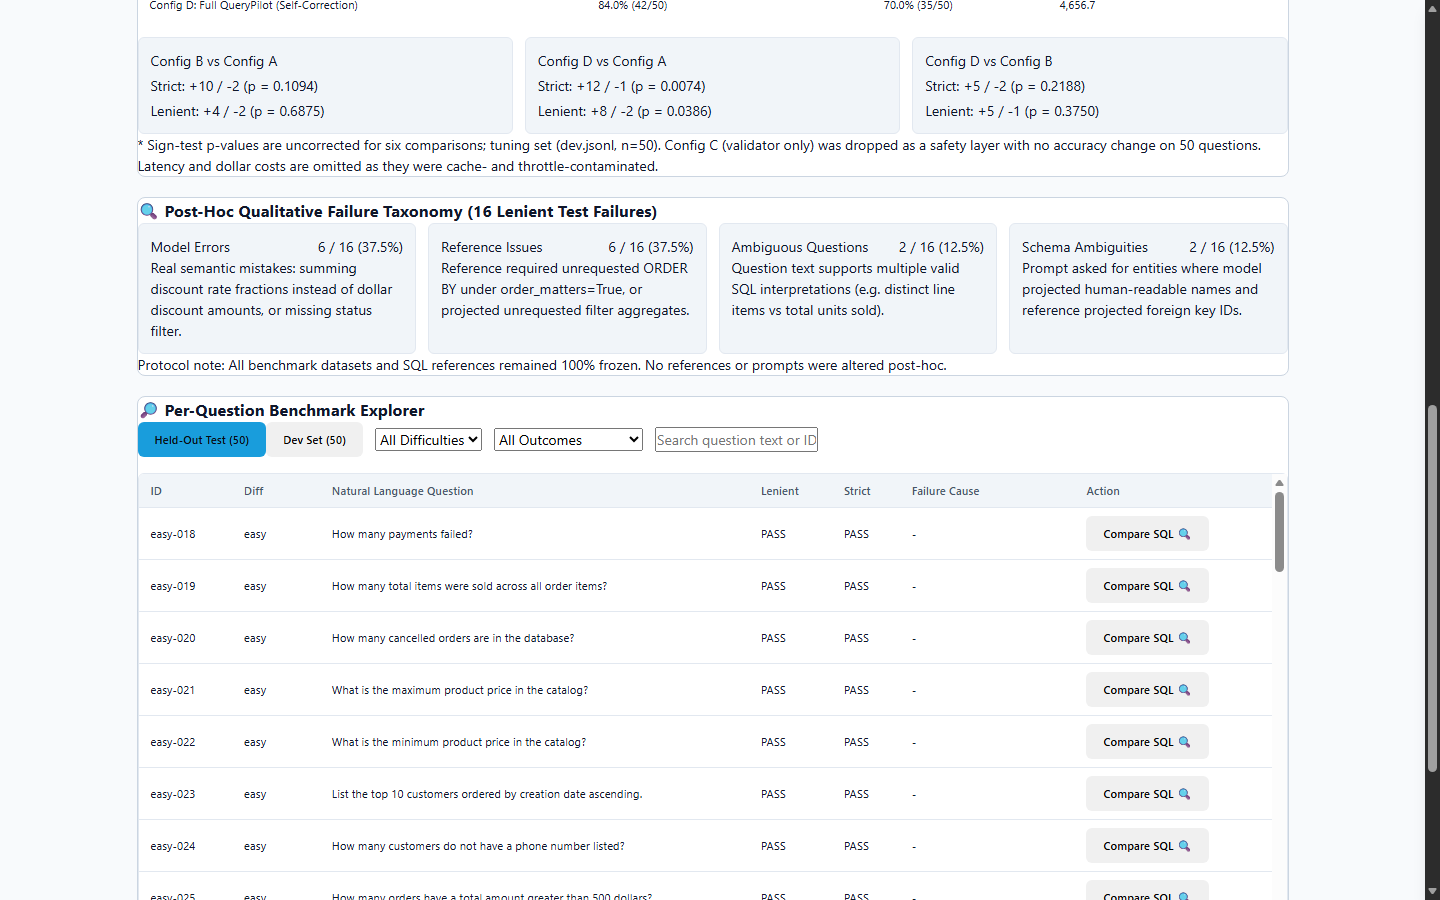 Config D: Full QueryPilot (Self-Correction) 84.0% (42/50) 70.0% (35/50) 4,656.7
Config B vs Config A
Strict: +10 / -2 (p = 0.1094)
Lenient: +4 / -2 (p = 0.6875)
Config D vs Config A
Strict: +12 / -1 (p = 0.0074)
Lenient: +8 / -2 (p = 0.0386)
Config D vs Config B
Strict: +5 / -2 (p = 0.2188)
Lenient: +5 / -1 (p = 0.3750)
* Sign-test p-values are uncorrected for six comparisons; tuning set (dev.jsonl, n=50). Config C (validator only) was dropped as a safety layer with no accuracy change on 50 questions.
Latency and dollar costs are omitted as they were cache- and throttle-contaminated.
Post-Hoc Qualitative Failure Taxonomy (16 Lenient Test Failures)
Model Errors 6 / 16 (37.5%)
Real semantic mistakes: summing
discount rate fractions instead of dollar
discount amounts, or missing status
filter.
Reference Issues 6 / 16 (37.5%)
Reference required unrequested ORDER
BY under order_matters=True, or
projected unrequested filter aggregates.
Ambiguous Questions 2 / 16 (12.5%)
Question text supports multiple valid
SQL interpretations (e.g. distinct line
items vs total units sold).
Schema Ambiguities 2 / 16 (12.5%)
Prompt asked for entities where model
projected human-readable names and
reference projected foreign key IDs.
Protocol note: All benchmark datasets and SQL references remained 100% frozen. No references or prompts were altered post-hoc.
Per-Question Benchmark Explorer
Held-Out Test (50) Dev Set (50) All Difficulties All Outcomes Search question text or ID
ID Diff Natural Language Question Lenient Strict Failure Cause Action
easy-018 easy How many payments failed? PASS PASS - Compare SQL
easy-019 easy How many total items were sold across all order items? PASS PASS - Compare SQL
easy-020 easy How many cancelled orders are in the database? PASS PASS - Compare SQL
easy-021 easy What is the maximum product price in the catalog? PASS PASS - Compare SQL
easy-022 easy What is the minimum product price in the catalog? PASS PASS - Compare SQL
easy-023 easy List the top 10 customers ordered by creation date ascending. PASS PASS - Compare SQL
easy-024 easy How many customers do not have a phone number listed? PASS PASS - Compare SQL
easy-025 easy How many orders have a total amount greater than 500 dollars? PASS PASS - Compare SQL